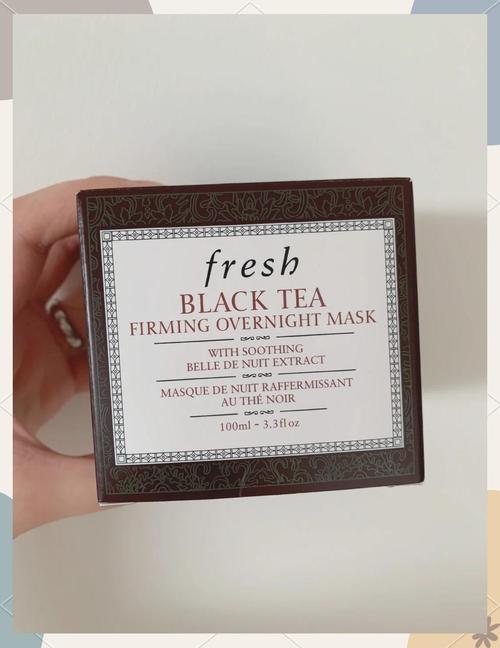 fresh
BLACK TEA
FIRMING OVERNIGHT MASK
WITH SOOTHING
BELLE DE NUIT EXTRACT
MASQUE DE NUIT RAFFERMISSANT
AU THÉ NOIR
100ml - 3.3fl oz